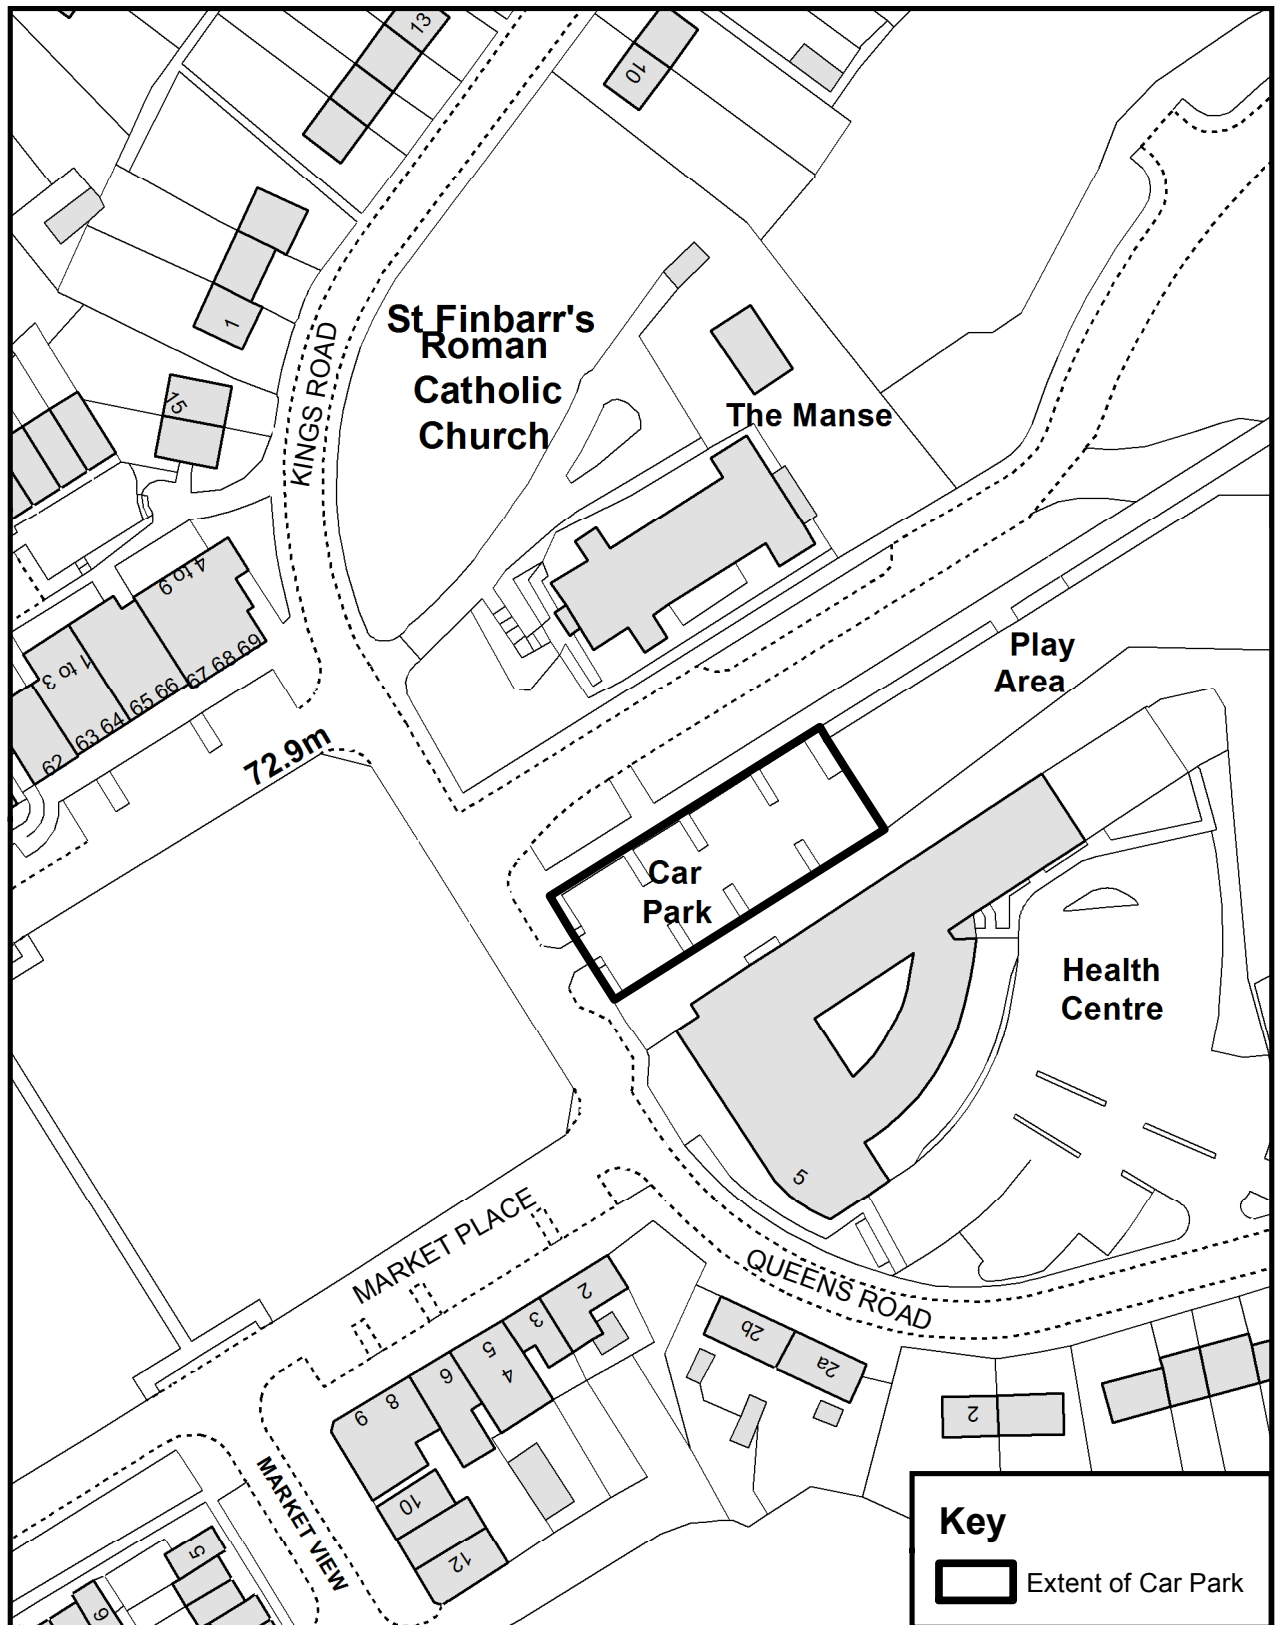 13
10
1
St Finbarr's
Roman
Catholic
Church
KINGS ROAD
15
The Manse
4 to 9
1 to 3
62
63
64
65
66
67
68
69
72.9m
Play
Area
Car
Park
Health
Centre
5
MARKET PLACE
QUEENS ROAD
2
3
5
4
6
8
9
10
12
2b
2a
2
MARKET VIEW
5
9
Key
Extent of Car Park